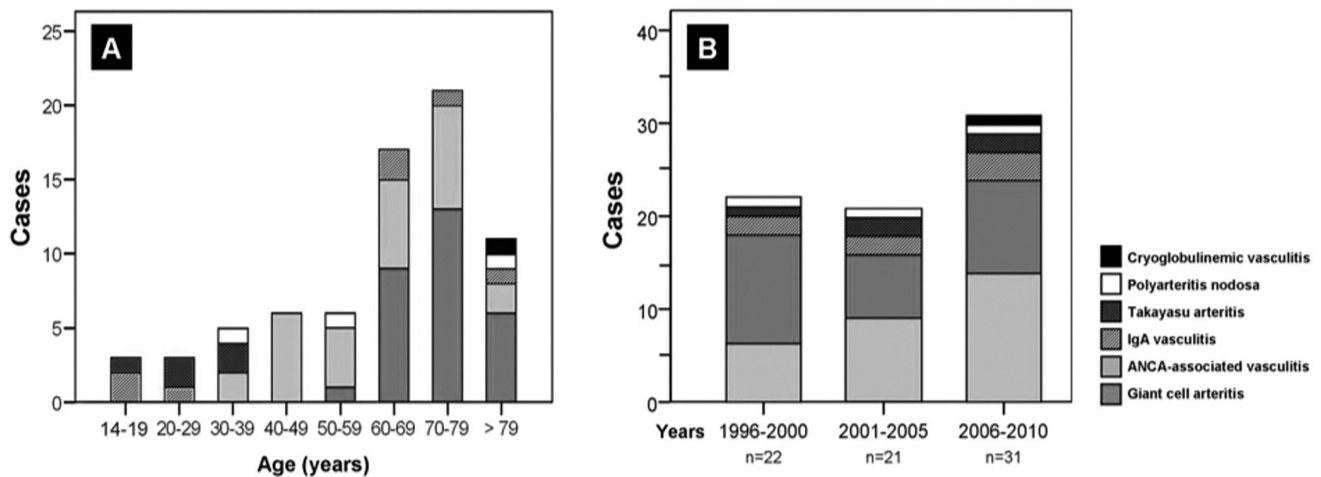 A
25
20
15
10
5
0
Cases
14-19 20-29 30-39 40-49 50-59 60-69 70-79 > 79
Age (years)
B
40
30
20
10
0
Cases
Years 1996-2000 2001-2005 2006-2010
n=22 n=21 n=31
Cryoglobulinemic vasculitis
Polyarteritis nodosa
Takayasu arteritis
IgA vasculitis
ANCA-associated vasculitis
Giant cell arteritis